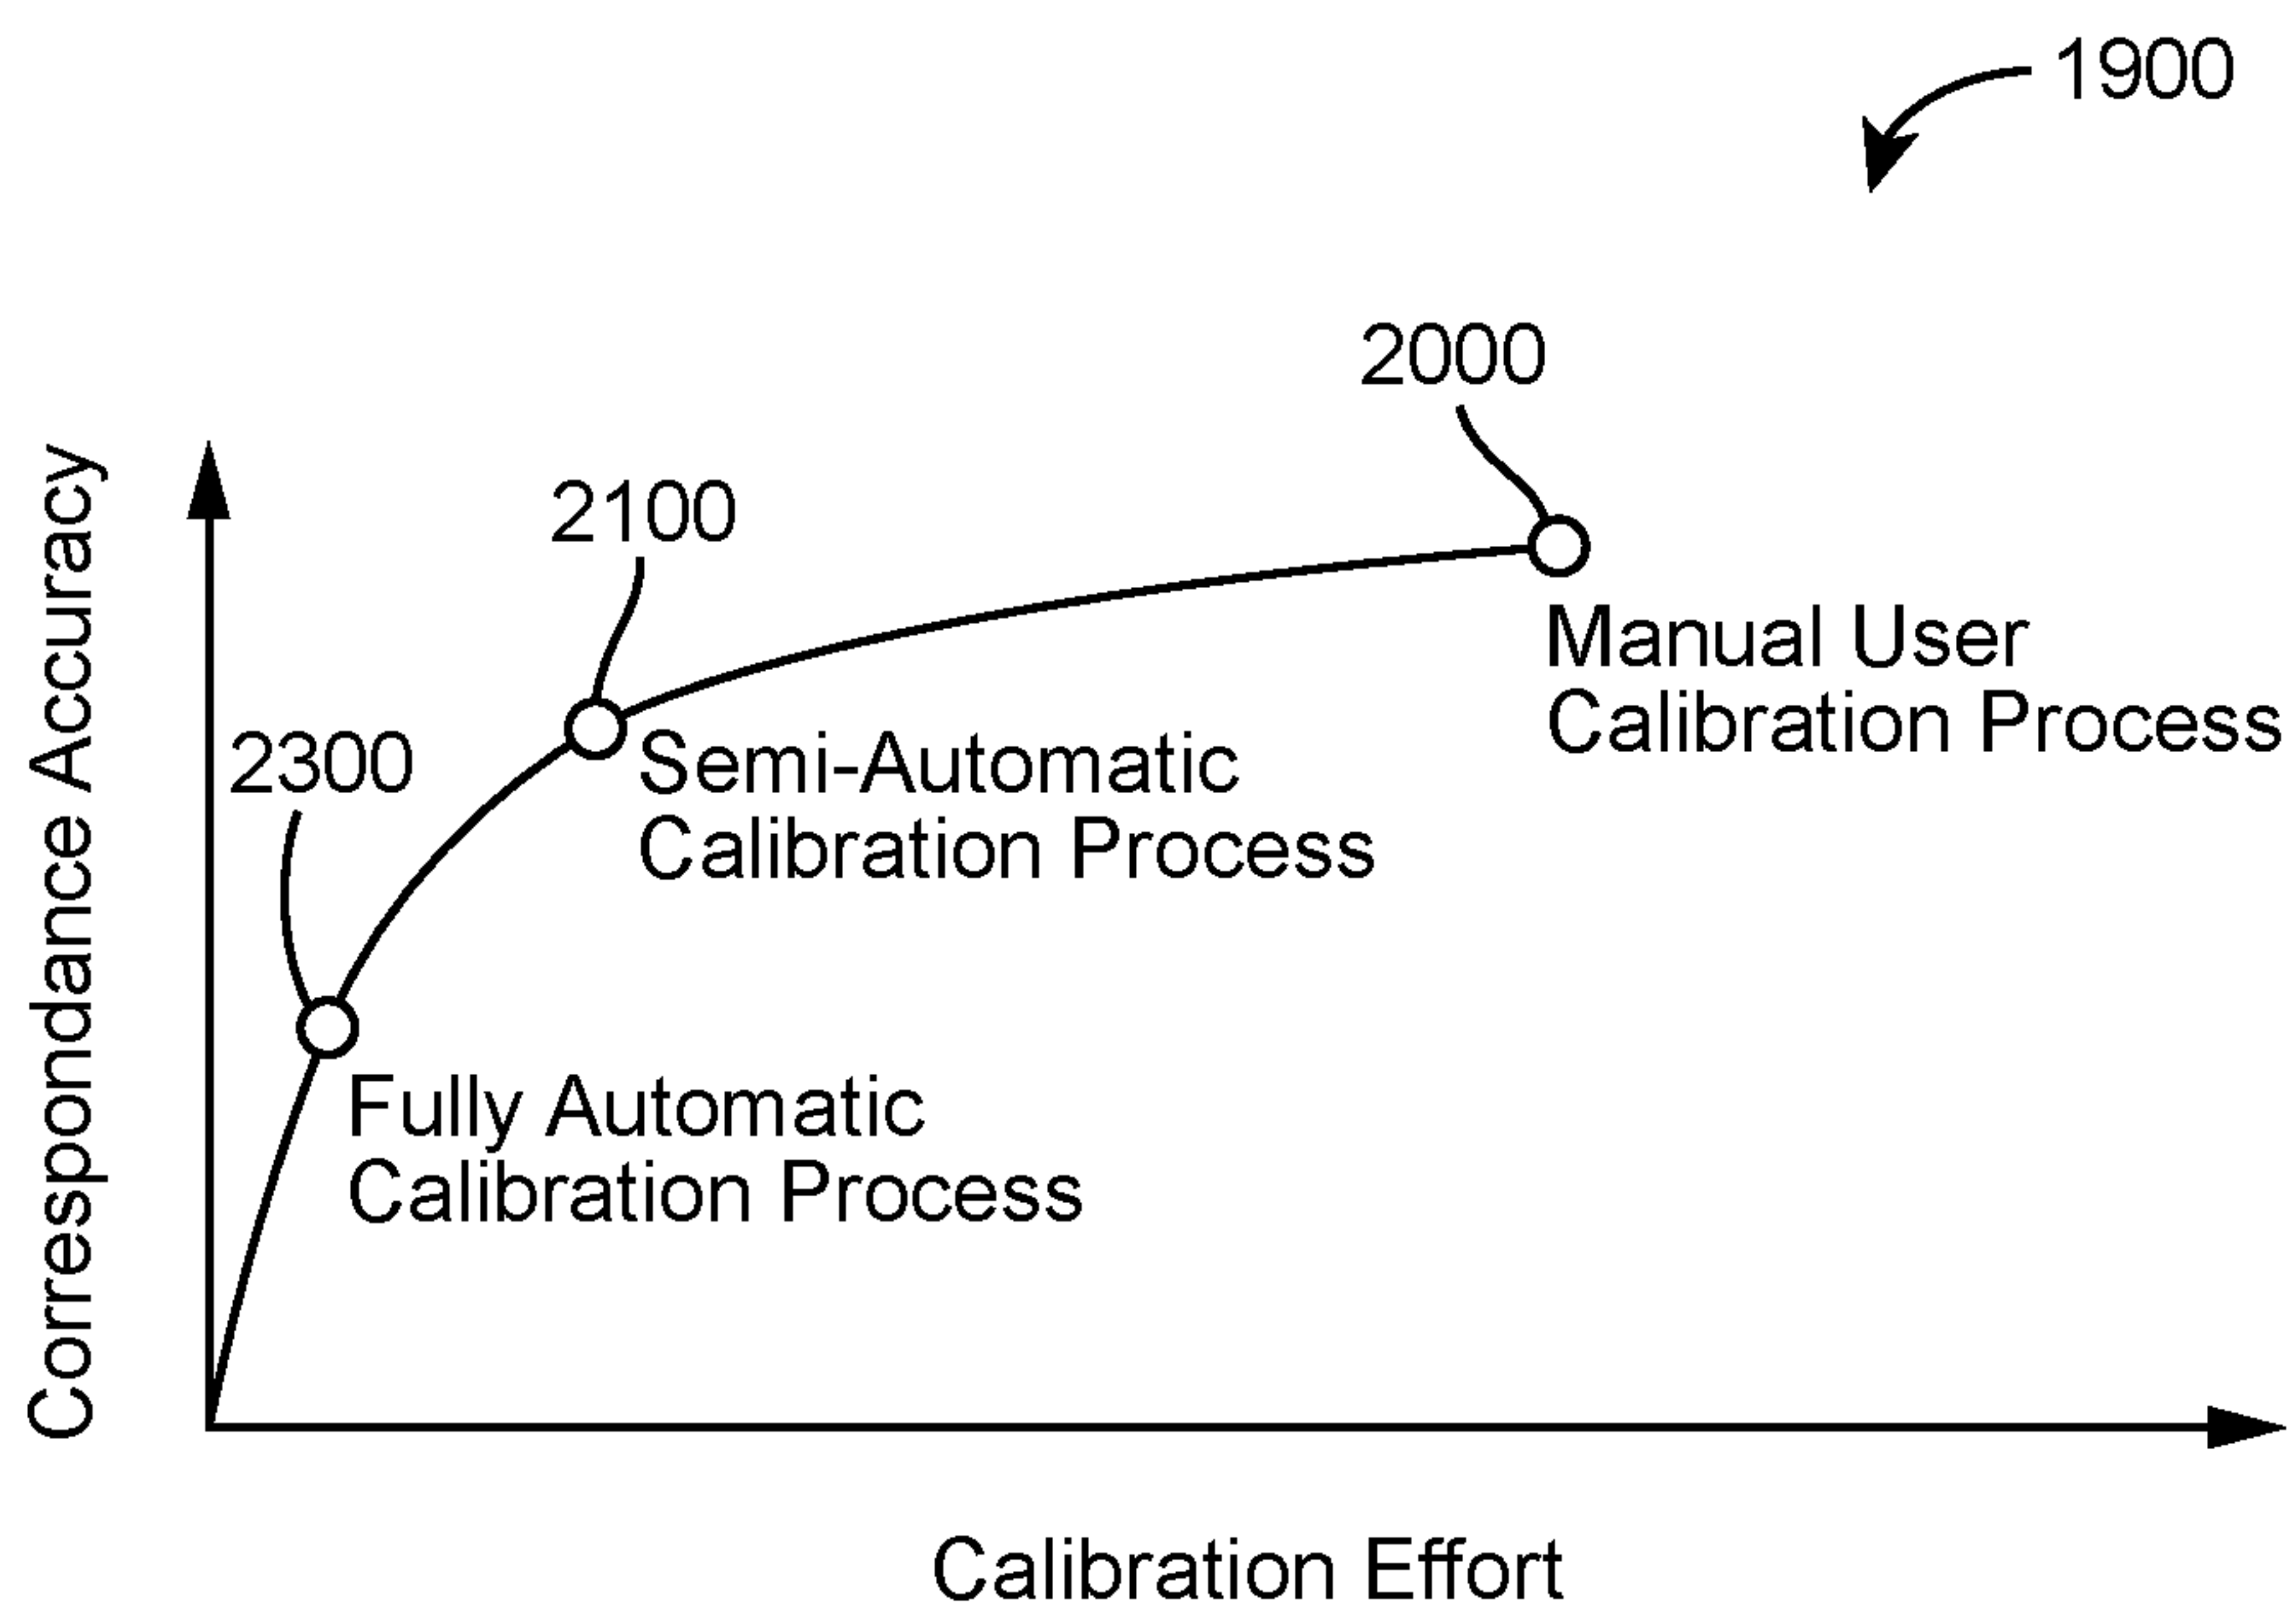 1900
2000
2100
Manual User
Calibration Process
2300
Semi-Automatic
Calibration Process
Fully Automatic
Calibration Process
Correspondance Accuracy
Calibration Effort